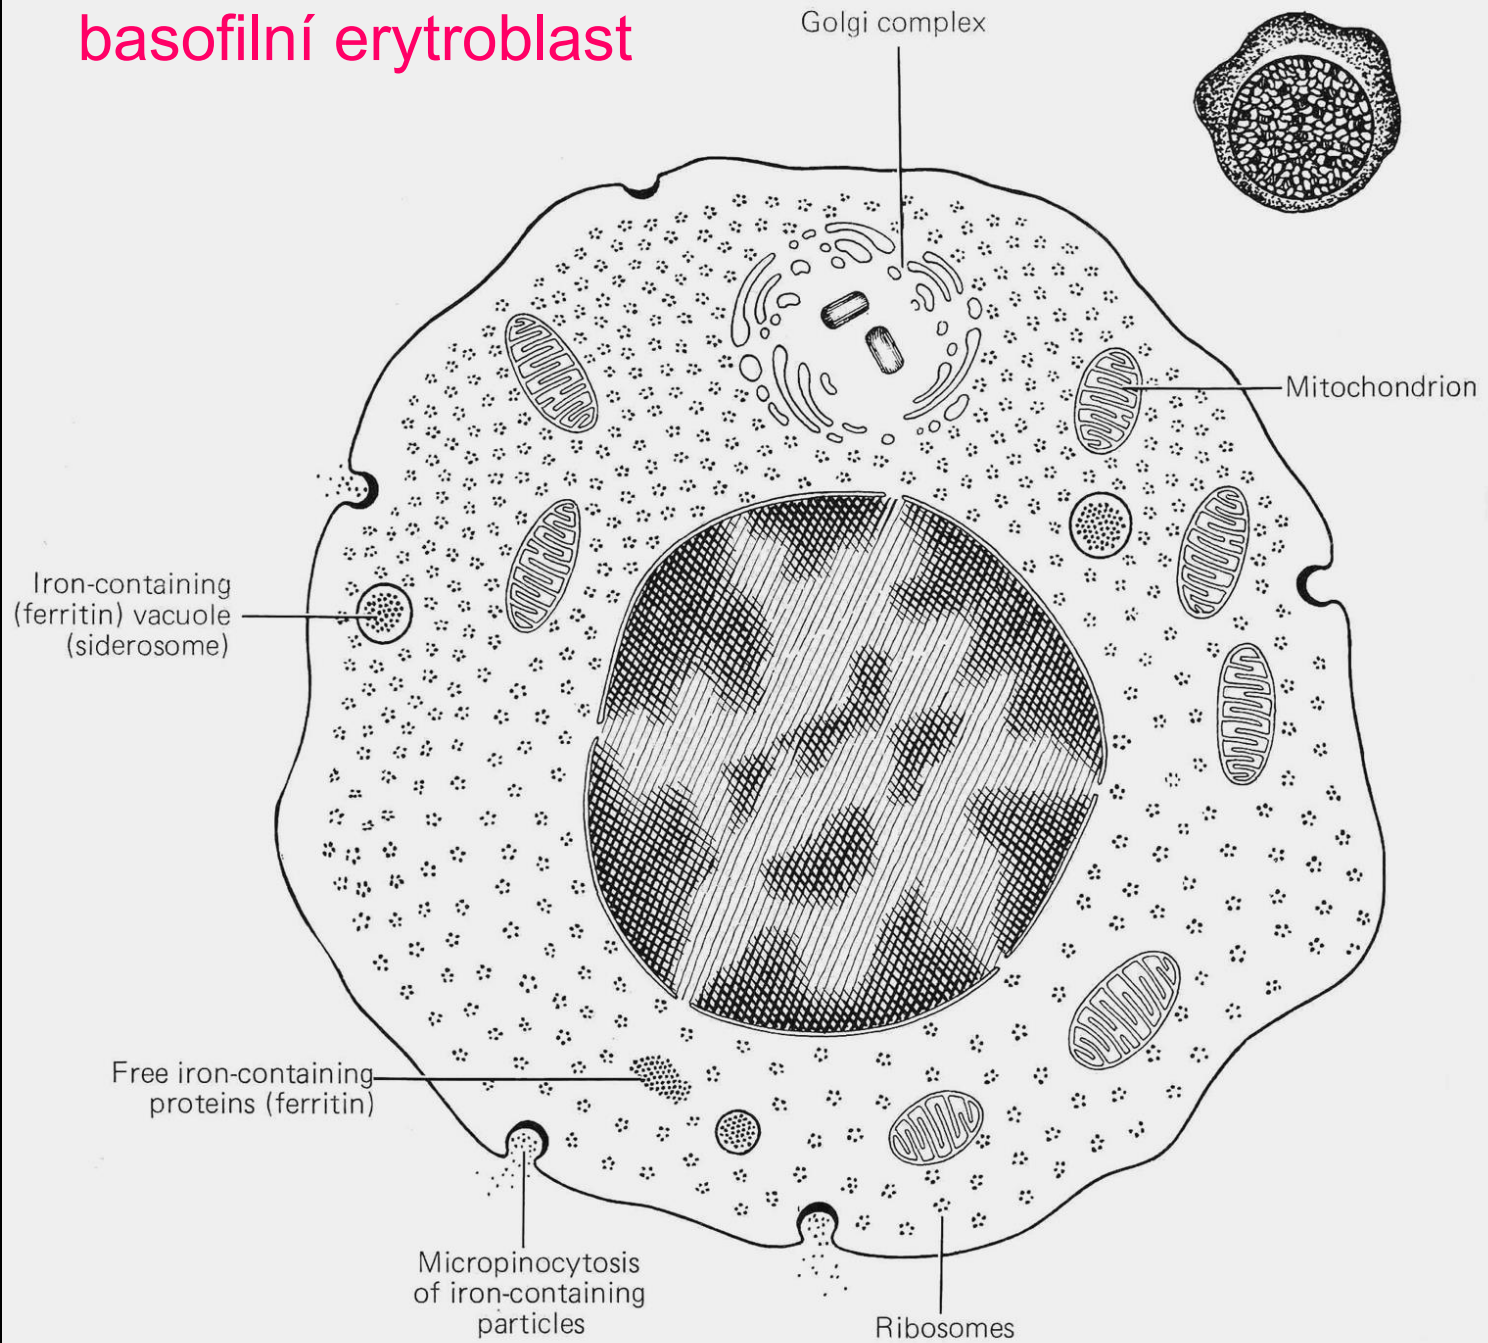 basofilní erytroblast
Golgi complex
Mitochondrion
Iron-containing
(ferritin) vacuole
(siderosome)
Free iron-containing
proteins (ferritin)
Micropinocytosis
of iron-containing
particles
Ribosomes